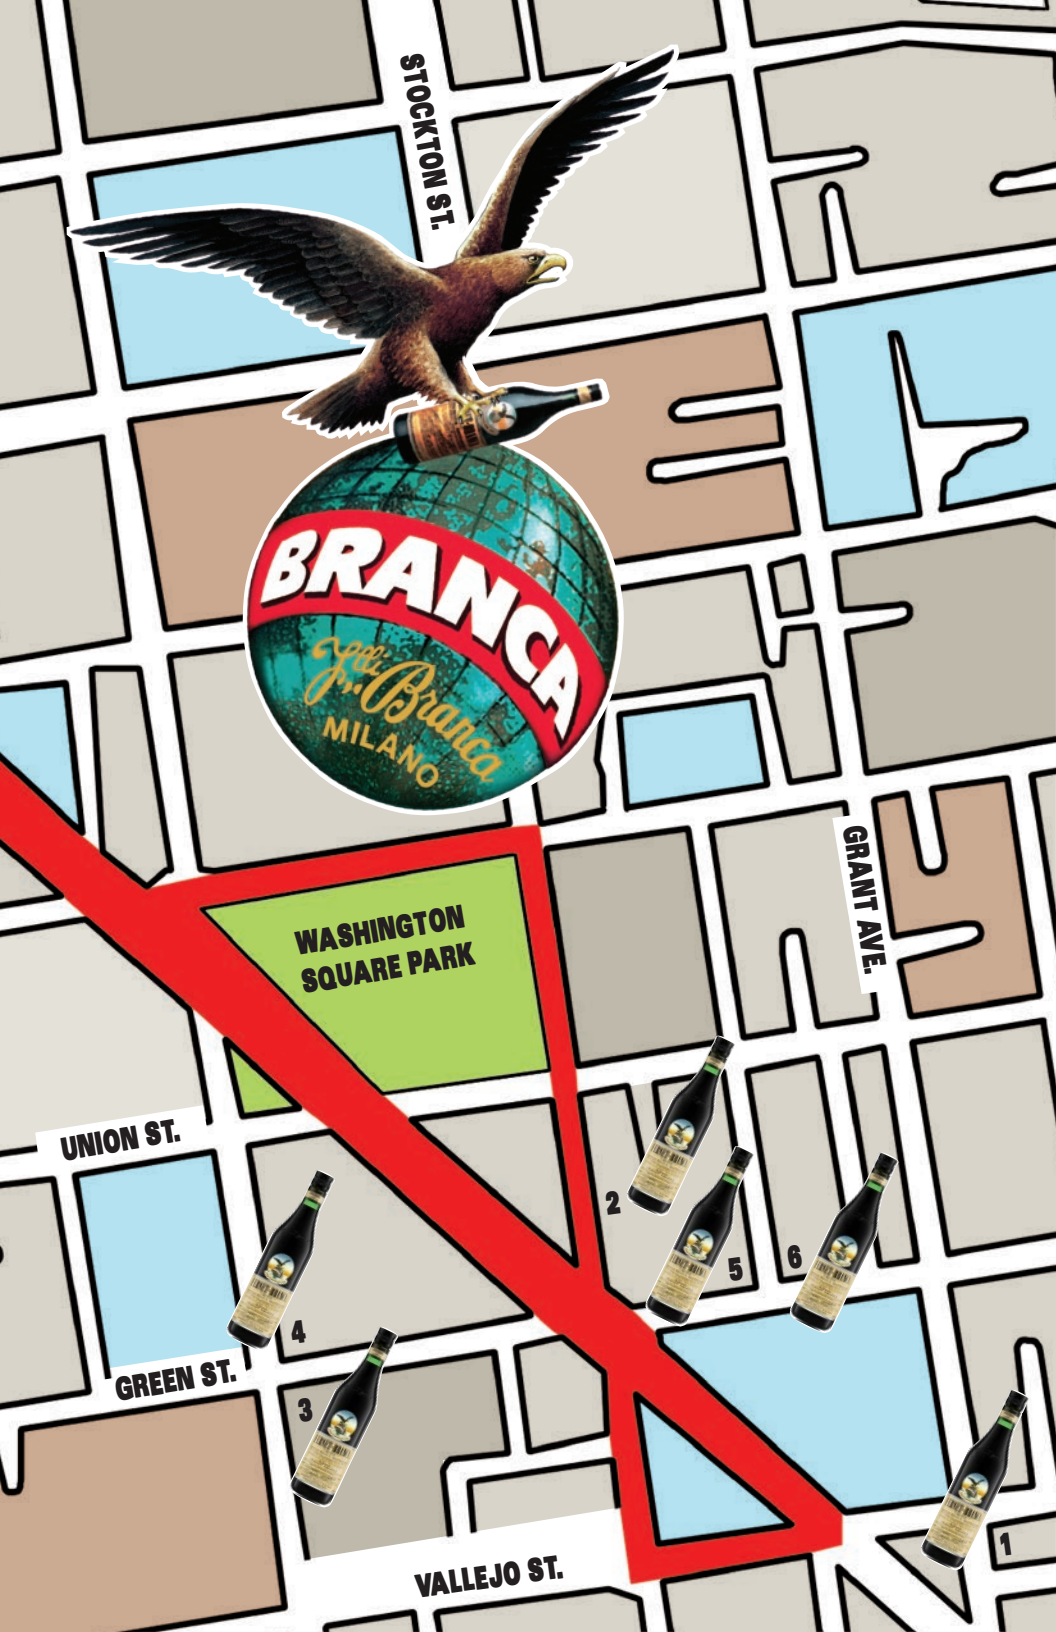 STOCKTON ST.
BRANCA
Flli Branca
MILANO
GRANT AVE.
WASHINGTON
SQUARE PARK
UNION ST.
2
5
6
4
GREEN ST.
3
1
VALLEJO ST.